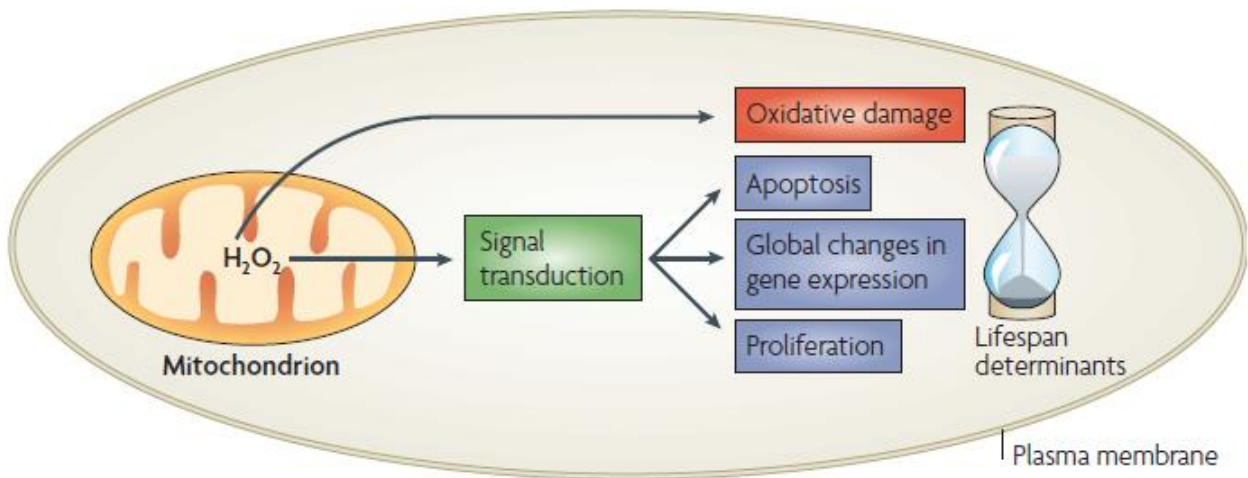 Oxidative damage
Apoptosis
H₂O₂
Signal
transduction
Global changes in
gene expression
Proliferation
Mitochondrion
Lifespan
determinants
Plasma membrane